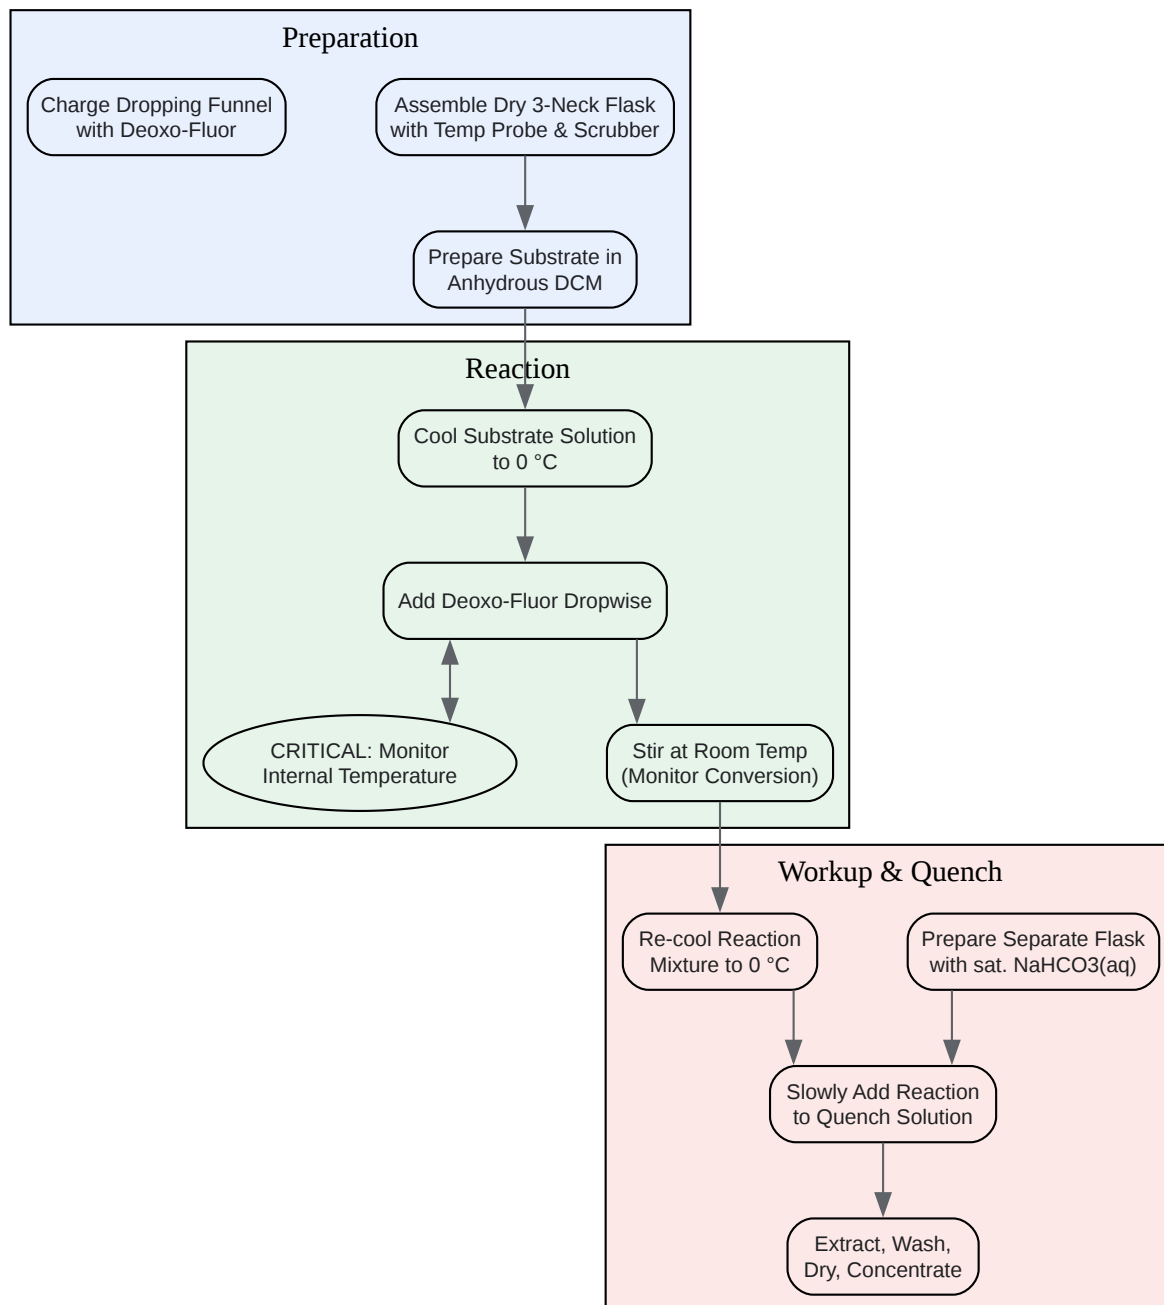 Preparation
Charge Dropping Funnel
with Deoxo-Fluor
Assemble Dry 3-Neck Flask
with Temp Probe & Scrubber
Prepare Substrate in
Anhydrous DCM
Reaction
Cool Substrate Solution
to 0 °C
Add Deoxo-Fluor Dropwise
CRITICAL: Monitor
Internal Temperature
Stir at Room Temp
(Monitor Conversion)
Workup & Quench
Re-cool Reaction
Mixture to 0 °C
Prepare Separate Flask
with sat. NaHCO3(aq)
Slowly Add Reaction
to Quench Solution
Extract, Wash,
Dry, Concentrate